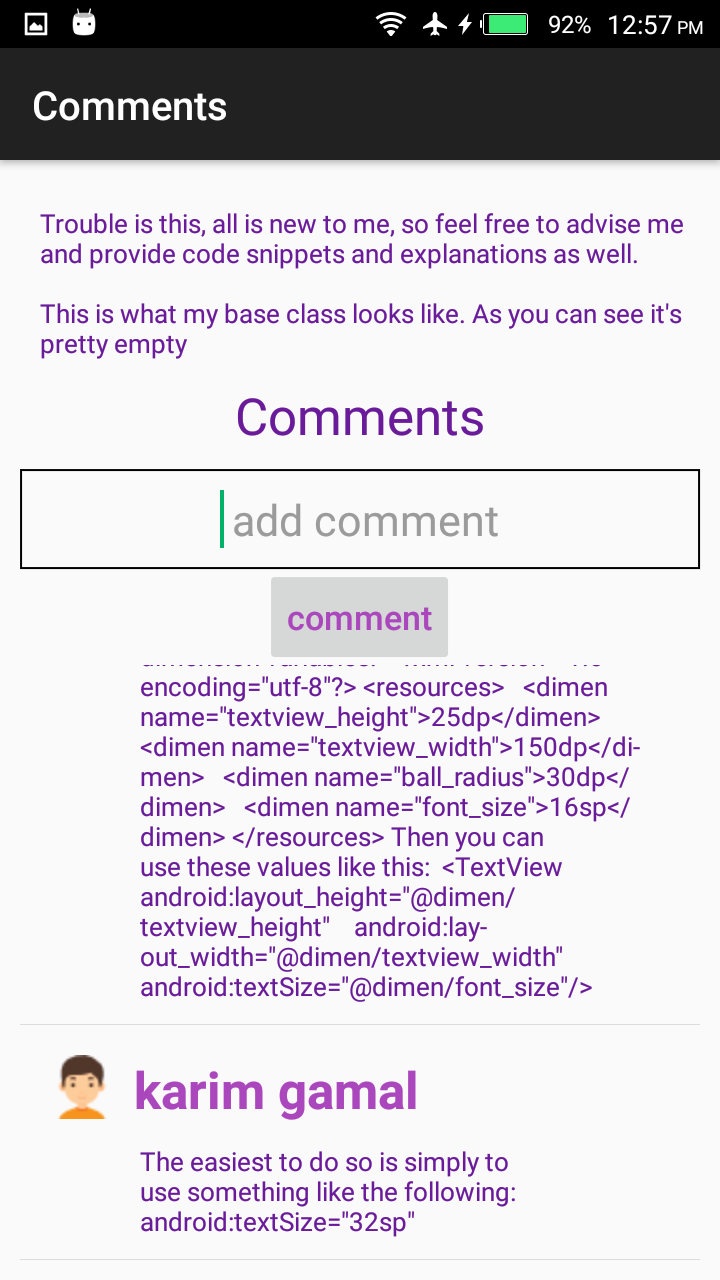 92% 12:57 PM
Comments
Trouble is this, all is new to me, so feel free to advise me
and provide code snippets and explanations as well.
This is what my base class looks like. As you can see it's
pretty empty
Comments
add comment
comment
encoding="utf-8"?> <resources>   <dimen
name="textview_height">25dp</dimen>
<dimen name="textview_width">150dp</di-
men>   <dimen name="ball_radius">30dp</
dimen>   <dimen name="font_size">16sp</
dimen> </resources> Then you can
use these values like this:  <TextView
android:layout_height="@dimen/
textview_height"    android:lay-
out_width="@dimen/textview_width"
android:textSize="@dimen/font_size"/>
karim gamal
The easiest to do so is simply to
use something like the following:
android:textSize="32sp"